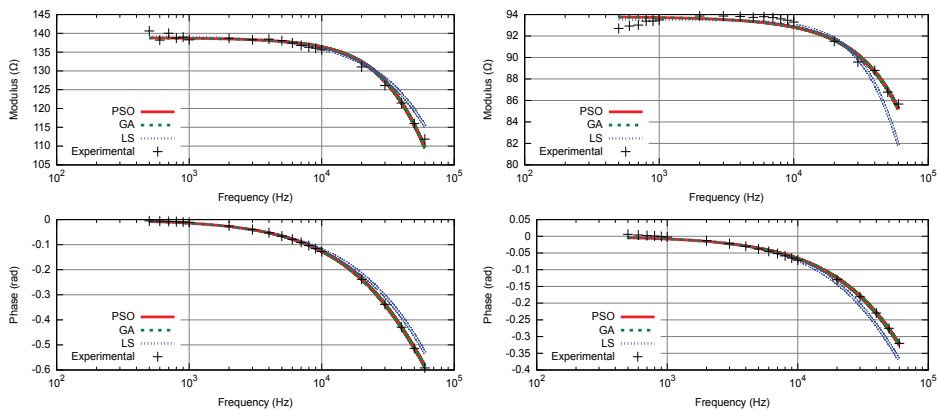 145
140
135
130
125
120
115
110
105
Modulus (Ω)
PSO
GA
LS
Experimental
10^2
10^3
10^4
10^5
Frequency (Hz)
94
92
90
88
86
84
82
80
Modulus (Ω)
PSO
GA
LS
Experimental
10^2
10^3
10^4
10^5
Frequency (Hz)
0
-0.1
-0.2
-0.3
-0.4
-0.5
-0.6
Phase (rad)
PSO
GA
LS
Experimental
10^2
10^3
10^4
10^5
Frequency (Hz)
0.05
0
-0.05
-0.1
-0.15
-0.2
-0.25
-0.3
-0.35
-0.4
Phase (rad)
PSO
GA
LS
Experimental
10^2
10^3
10^4
10^5
Frequency (Hz)